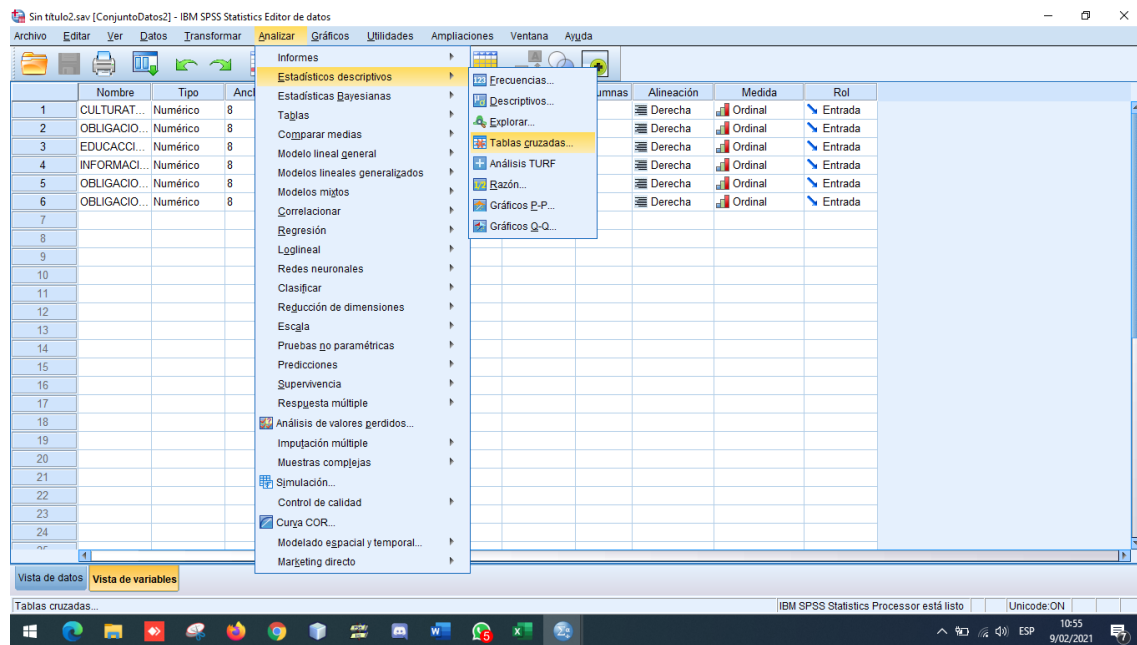 Sin título2.sav [ConjuntoDatos2] - IBM SPSS Statistics Editor de datos
Archivo Editar Ver Datos Transformar Analizar Gráficos Utilidades Ampliaciones Ventana Ayuda
Informes
Estadísticos descriptivos
Estadísticas Bayesianas
Tablas
Comparar medias
Modelo lineal general
Modelos lineales generalizados
Modelos mixtos
Correlacionar
Regresión
Loglineal
Redes neuronales
Clasificar
Reducción de dimensiones
Escala
Pruebas no paramétricas
Predicciones
Supervivencia
Respuesta múltiple
Análisis de valores perdidos...
Imputación múltiple
Muestras complejas
Simulación...
Control de calidad
Curva COR...
Modelado espacial y temporal...
Marketing directo
Frecuencias...
Descriptivos...
Explorar...
Tablas cruzadas...
Análisis TURF
Razón...
Gráficos P-P...
Gráficos Q-Q...
Nombre Tipo Ancl umnas Alineación Medida Rol
1 CULTURAT... Numérico 8 Derecha Ordinal Entrada
2 OBLIGACIO... Numérico 8 Derecha Ordinal Entrada
3 EDUCACCI... Numérico 8 Derecha Ordinal Entrada
4 INFORMACI... Numérico 8 Derecha Ordinal Entrada
5 OBLIGACIO... Numérico 8 Derecha Ordinal Entrada
6 OBLIGACIO... Numérico 8 Derecha Ordinal Entrada
7
8
9
10
11
12
13
14
15
16
17
18
19
20
21
22
23
24
Vista de datos Vista de variables
Tablas cruzadas... IBM SPSS Statistics Processor está listo Unicode:ON
ESP 10:55
9/02/2021